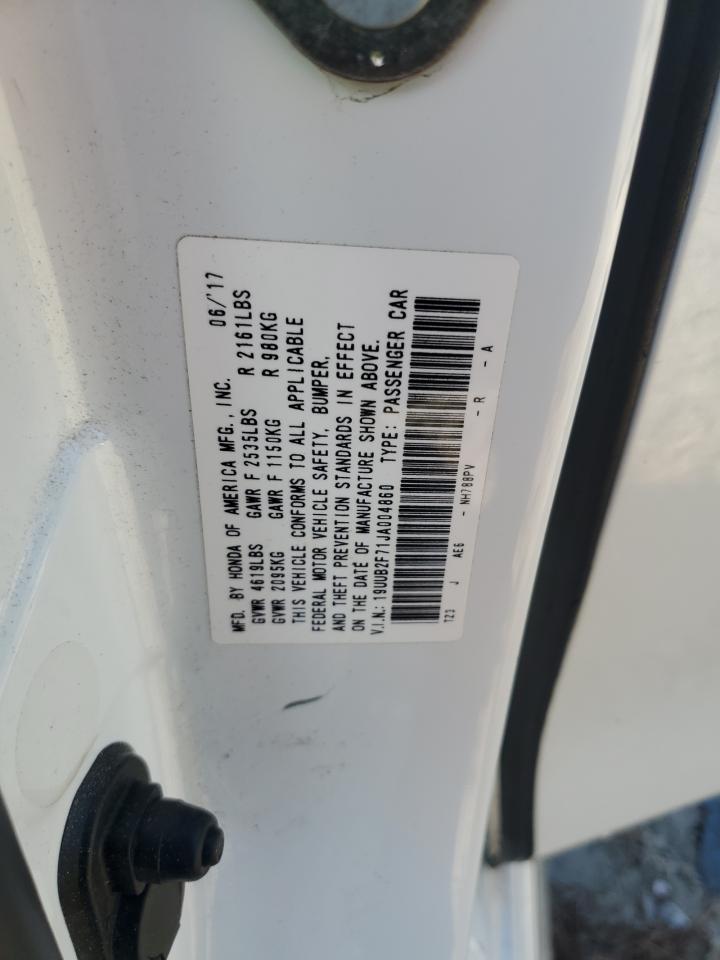 MFD. BY HONDA OF AMERICA MFG., INC. 06/'17
GVWR 4619LBS GAWR F 2535LBS R 2161LBS
GVWR 2095KG GAWR F 1150KG R 980KG
THIS VEHICLE CONFORMS TO ALL APPLICABLE
FEDERAL MOTOR VEHICLE SAFETY, BUMPER,
AND THEFT PREVENTION STANDARDS IN EFFECT
ON THE DATE OF MANUFACTURE SHOWN ABOVE.
V.I.N.: 19UUB2F71JA004860 TYPE: PASSENGER CAR
T23 J AE6 - NH788PV - R - A